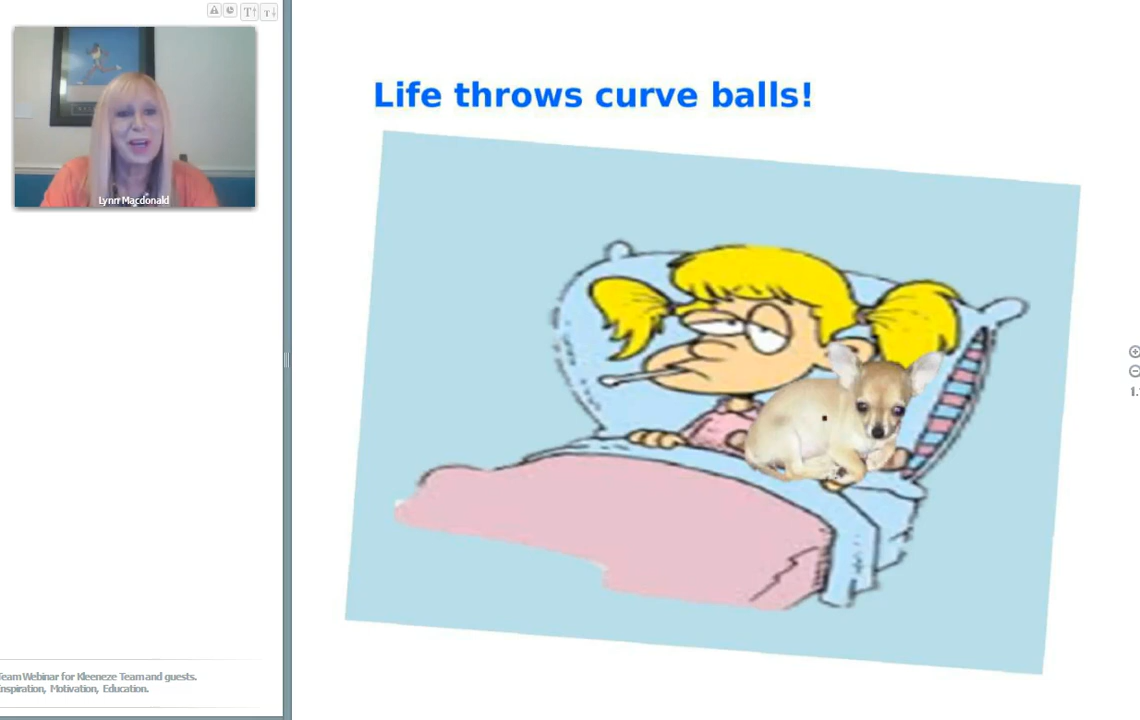 Life throws curve balls!
Lynn Macdonald
Team Webinar for Kleeneze Team and guests.
Inspiration, Motivation, Education.